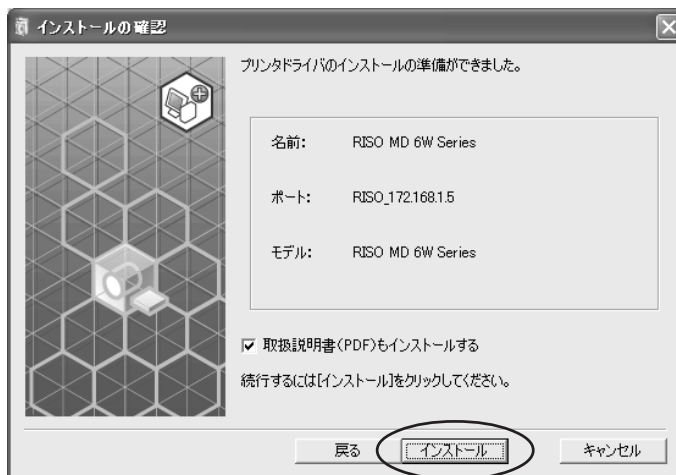 インストールの確認
プリンタドライバのインストールの準備ができました。
名前: RISO MD 6W Series
ポート: RISO_172.168.1.5
モデル: RISO MD 6W Series
取扱説明書(PDF)もインストールする
続行するには[インストール]をクリックしてください。
戻る インストール キャンセル